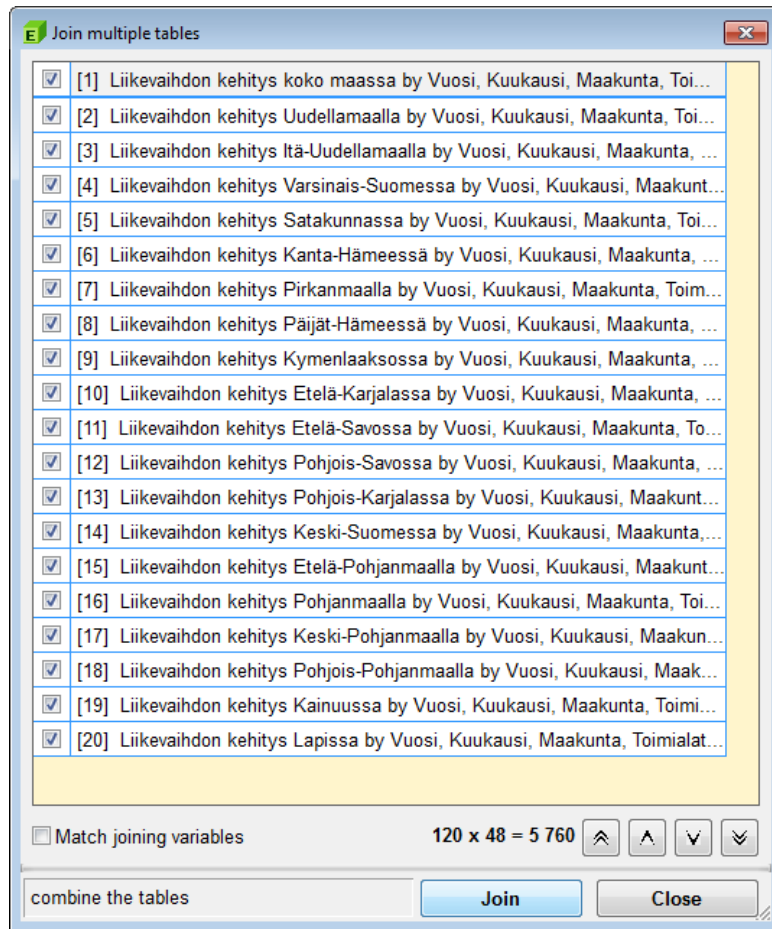 E Join multiple tables
[1] Liikevaihdon kehitys koko maassa by Vuosi, Kuukausi, Maakunta, Toi...
[2] Liikevaihdon kehitys Uudellamaalla by Vuosi, Kuukausi, Maakunta, Toi...
[3] Liikevaihdon kehitys Itä-Uudellamaalla by Vuosi, Kuukausi, Maakunta, ...
[4] Liikevaihdon kehitys Varsinais-Suomessa by Vuosi, Kuukausi, Maakunt...
[5] Liikevaihdon kehitys Satakunnassa by Vuosi, Kuukausi, Maakunta, Toi...
[6] Liikevaihdon kehitys Kanta-Hämeessä by Vuosi, Kuukausi, Maakunta, ...
[7] Liikevaihdon kehitys Pirkanmaalla by Vuosi, Kuukausi, Maakunta, Toim...
[8] Liikevaihdon kehitys Päijät-Hämeessä by Vuosi, Kuukausi, Maakunta, ...
[9] Liikevaihdon kehitys Kymenlaaksossa by Vuosi, Kuukausi, Maakunta, ...
[10] Liikevaihdon kehitys Etelä-Karjalassa by Vuosi, Kuukausi, Maakunta, ...
[11] Liikevaihdon kehitys Etelä-Savossa by Vuosi, Kuukausi, Maakunta, To...
[12] Liikevaihdon kehitys Pohjois-Savossa by Vuosi, Kuukausi, Maakunta, ...
[13] Liikevaihdon kehitys Pohjois-Karjalassa by Vuosi, Kuukausi, Maakunt...
[14] Liikevaihdon kehitys Keski-Suomessa by Vuosi, Kuukausi, Maakunta,...
[15] Liikevaihdon kehitys Etelä-Pohjanmaalla by Vuosi, Kuukausi, Maakunt...
[16] Liikevaihdon kehitys Pohjanmaalla by Vuosi, Kuukausi, Maakunta, Toi...
[17] Liikevaihdon kehitys Keski-Pohjanmaalla by Vuosi, Kuukausi, Maakun...
[18] Liikevaihdon kehitys Pohjois-Pohjanmaalla by Vuosi, Kuukausi, Maak...
[19] Liikevaihdon kehitys Kainuussa by Vuosi, Kuukausi, Maakunta, Toimi...
[20] Liikevaihdon kehitys Lapissa by Vuosi, Kuukausi, Maakunta, Toimialat...
Match joining variables 120 x 48 = 5 760
combine the tables Join Close